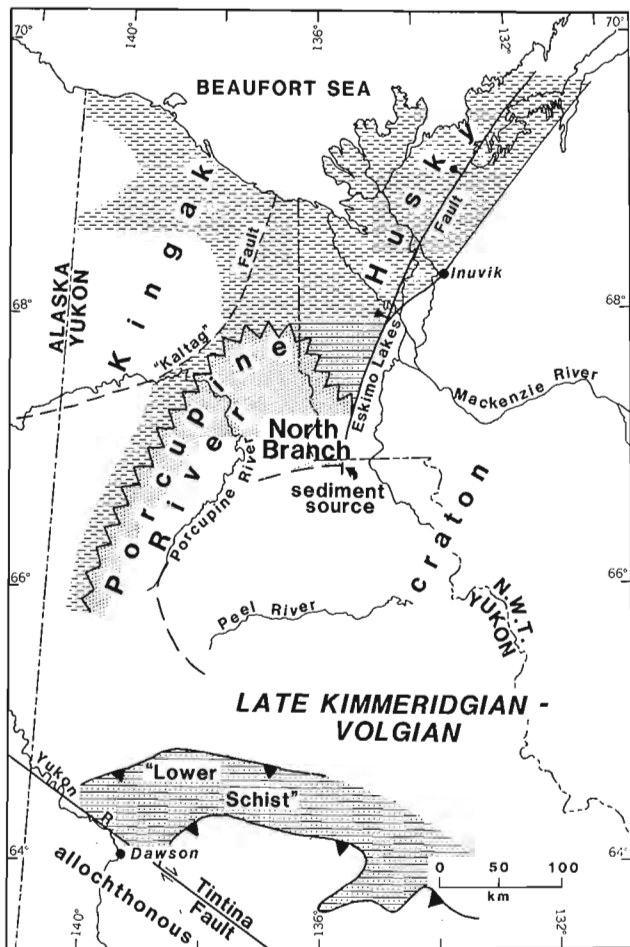 70°
140°
136°
132°
70°
BEAUFORT SEA
Husky
Kingak
Fault
Fault
Inuvik
ALASKA
YUKON
68°
68°
"Kaltag"
Eskimo Lakes
Mackenzie River
Porcupine
River
North
Branch
sediment
source
Porcupine River
craton
66°
66°
Peel River
N.W.T.
YUKON
LATE KIMMERIDGIAN -
VOLGIAN
Yukon R.
"Lower
Schist"
64°
64°
Dawson
allochthonous
Tintina
Fault
0 50 100
km
140°
136°
132°